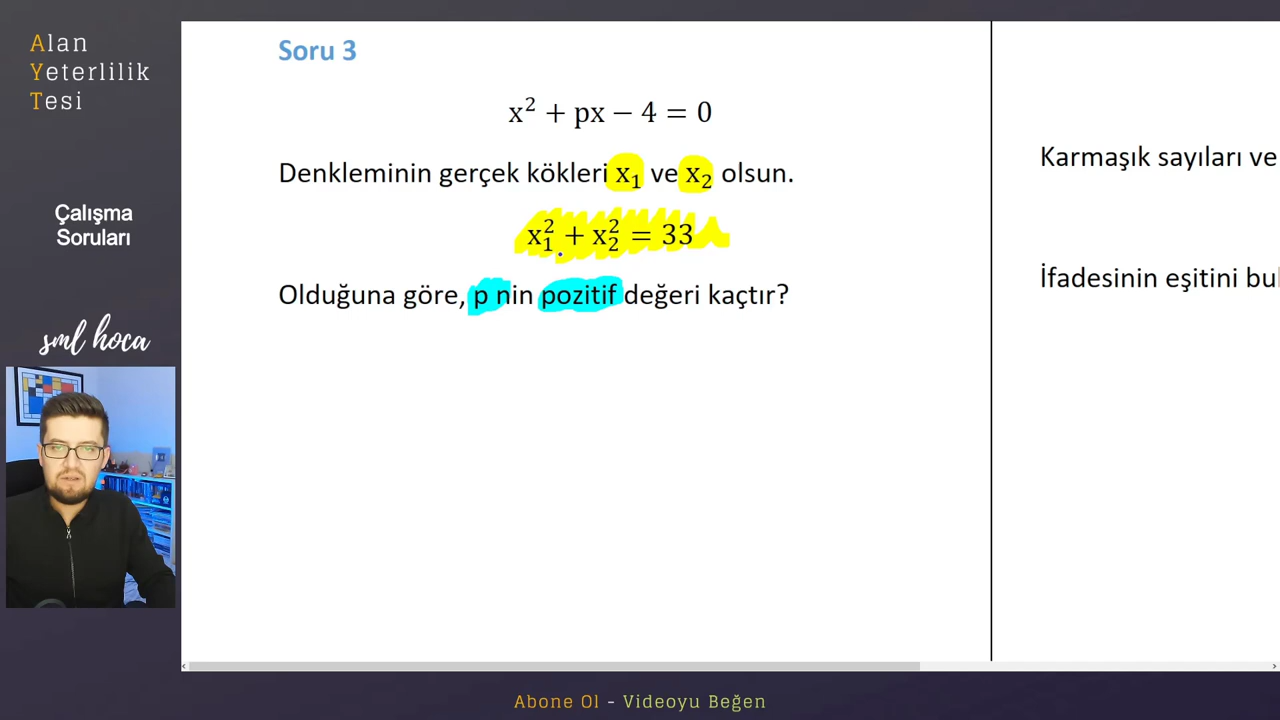 Alan
Yeterlilik
Tesi
Çalışma
Soruları
sml hoca
Soru 3
x² + px − 4 = 0
Denkleminin gerçek kökleri x₁ ve x₂ olsun.
x₁² + x₂² = 33
Olduğuna göre, p nin pozitif değeri kaçtır?
Karmaşık sayıları ve
İfadesinin eşitini bul
Abone Ol - Videoyu Beğen